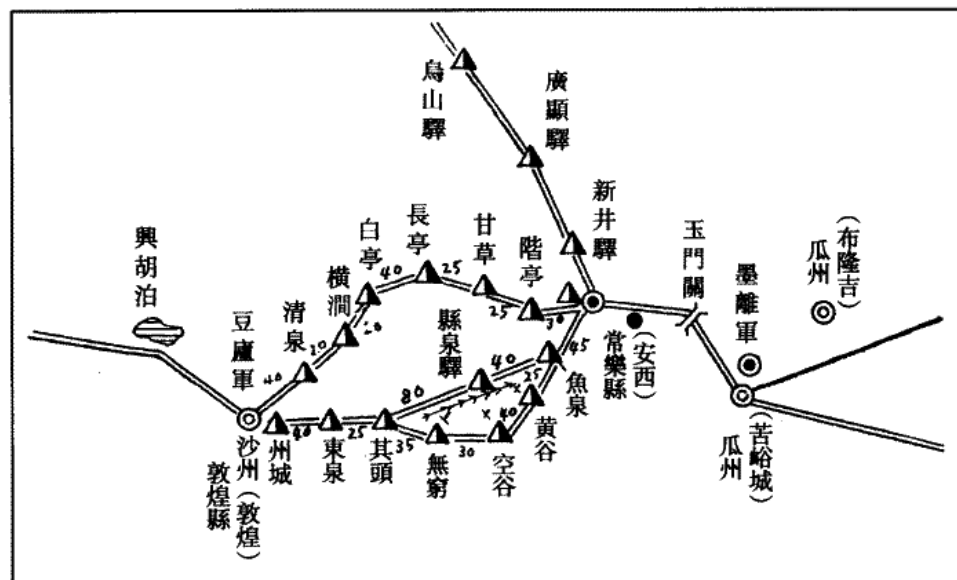 烏山驛
廣顯驛
新井驛
玉門關
墨離軍
瓜州
(布隆吉)
興胡泊
豆盧軍
清泉
橫澗
白亭
長亭
甘草
階亭
40
20
20
40
25
25
30
縣泉驛
80
40
45
25
40
魚泉
黃谷
常樂縣
(安西)
瓜州
(苦峪城)
沙州(敦煌)
敦煌縣
州城
40
東泉
25
其頭
35
無窮
30
空谷